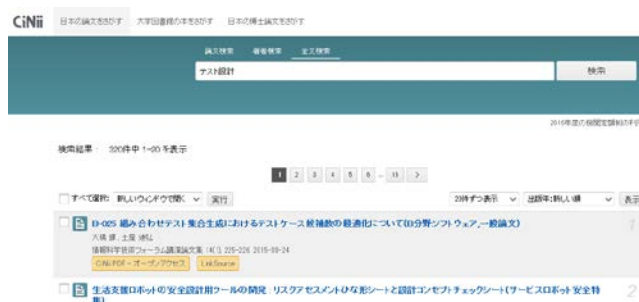 CiNii 日本の論文をさがす 大学図書館の本をさがす 日本の博士論文をさがす
論文検索 著者検索 全文検索
テスト設計 検索
検索結果: 220件中 1-20 を表示
1 2 3 4 5 6 ... 11 >
すべて選択: 新しいウィンドウで開く 実行 20件ずつ表示 出版年:新しい順 表示
D-025 組み合わせテスト集合生成におけるテストケース候補数の最適化について(D分野:ソフトウェア,一般論文) 1
情報科学技術フォーラム講演論文集 14(1), 225-226, 2015-08-24
CiNii PDF - オープンアクセス LinkSource
生活支援ロボットの安全設計用ツールの開発 : リスクアセスメントひな形シートと設計コンセプトチェックシート(サービスロボット安全特 2
集)